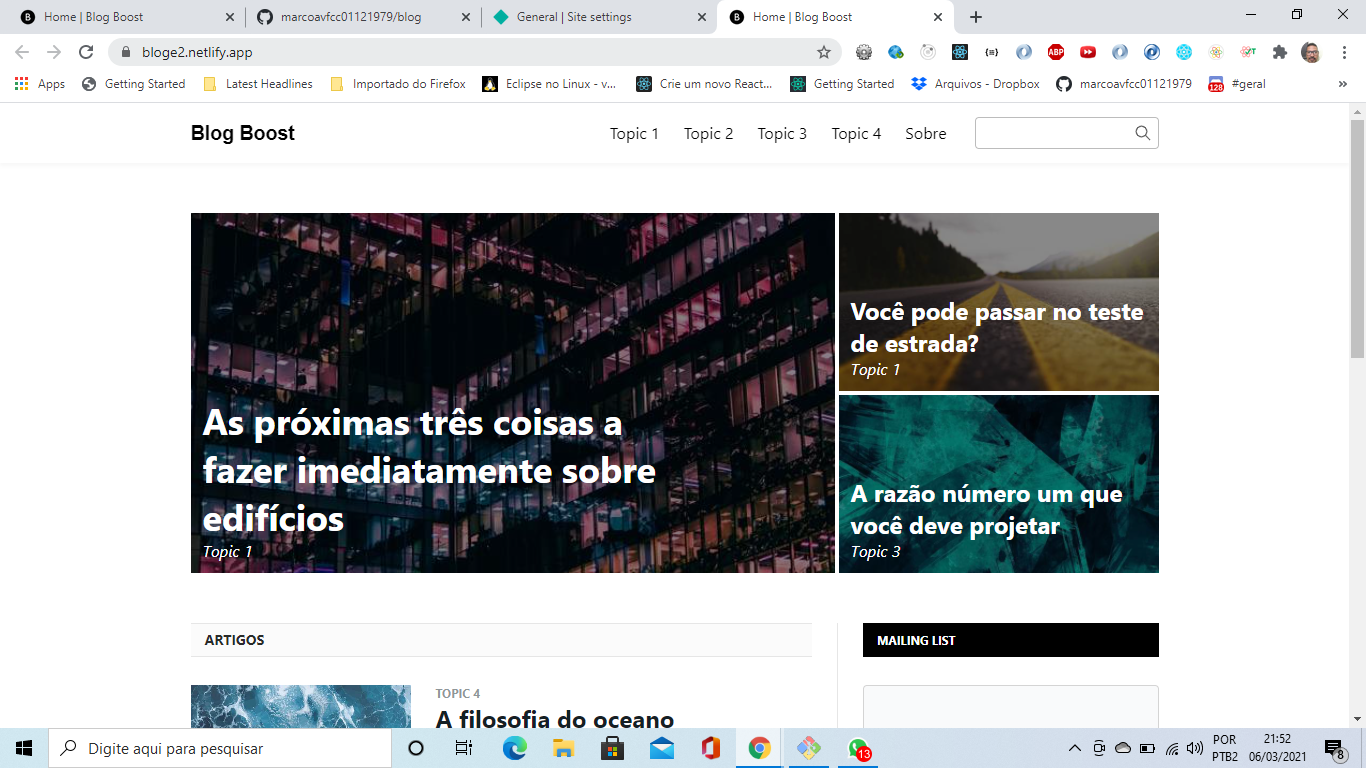 Home | Blog Boost
marcoavfcc01121979/blog
General | Site settings
Home | Blog Boost
bloge2.netlify.app
ABP
Apps
Getting Started
Latest Headlines
Importado do Firefox
Eclipse no Linux - v...
Crie um novo React...
Getting Started
Arquivos - Dropbox
marcoavfcc01121979
128
#geral
»
Blog Boost
Topic 1
Topic 2
Topic 3
Topic 4
Sobre
As próximas três coisas a
fazer imediatamente sobre
edifícios
Topic 1
Você pode passar no teste
de estrada?
Topic 1
A razão número um que
você deve projetar
Topic 3
ARTIGOS
MAILING LIST
TOPIC 4
A filosofia do oceano
Digite aqui para pesquisar
13
POR
PTB2
21:52
06/03/2021
8